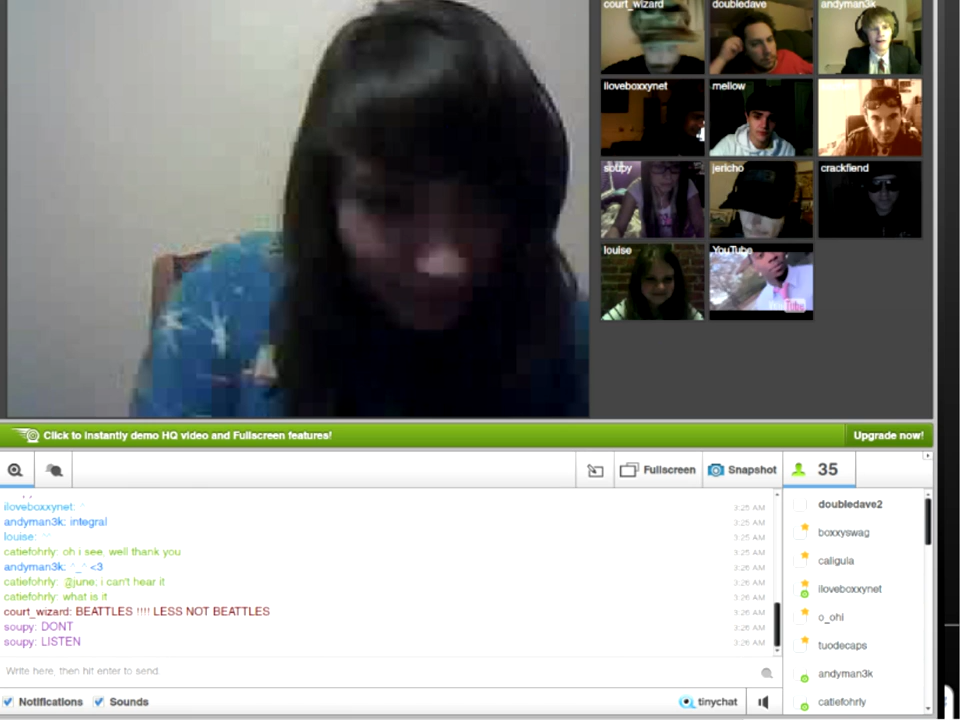 court_wizard
doubledave
andyman3k
iloveboxxynet
mellow
soupy
jericho
crackfiend
louise
YouTube
Click to instantly demo HQ video and Fullscreen features!
Upgrade now!
Fullscreen
Snapshot
35
iloveboxxynet: ^ 3:25 AM
andyman3k: integral 3:25 AM
louise: ^^ 3:25 AM
catiefohrly: oh i see. well thank you 3:25 AM
andyman3k: ^_^ <3 3:26 AM
catiefohrly: @june; i can't hear it 3:26 AM
catiefohrly: what is it 3:26 AM
court_wizard: BEATTLES !!!! LESS NOT BEATTLES 3:26 AM
soupy: DONT 3:26 AM
soupy: LISTEN 3:26 AM
doubledave2
boxxyswag
caligula
iloveboxxynet
o_ohi
tuodecaps
andyman3k
catiefohrly
Write here, then hit enter to send.
Notifications
Sounds
tinychat